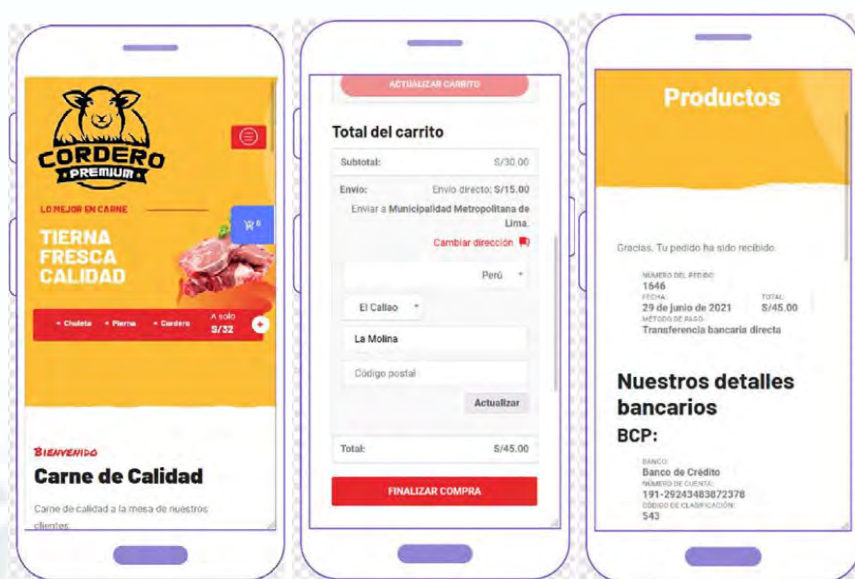 CORDERO
PREMIUM
LO MEJOR EN CARNE
0
TIERNA
FRESCA
CALIDAD
+ Chuleta + Pierna + Cordero
A solo
S/32
+
BIENVENIDO
Carne de Calidad
Carne de calidad a la mesa de nuestros
clientes.
ACTUALIZAR CARRITO
Total del carrito
Subtotal: S/30.00
Envío: Envío directo: S/15.00
Enviar a Municipalidad Metropolitana de
Lima.
Cambiar dirección
Perú
El Callao
La Molina
Código postal
Actualizar
Total: S/45.00
FINALIZAR COMPRA
Productos
Gracias. Tu pedido ha sido recibido.
NÚMERO DEL PEDIDO:
1646
FECHA: TOTAL:
29 de junio de 2021 S/45.00
MÉTODO DE PAGO:
Transferencia bancaria directa
Nuestros detalles
bancarios
BCP:
BANCO:
Banco de Crédito
NÚMERO DE CUENTA:
191-29243483872378
CÓDIGO DE CLASIFICACIÓN:
543